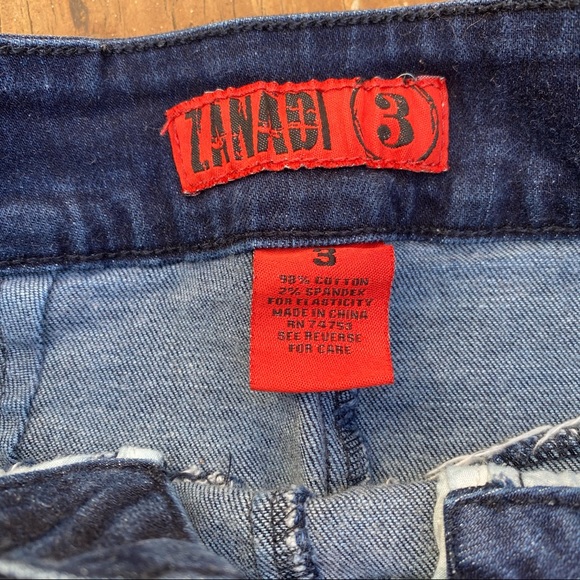 ZANADI (3)
3
98% COTTON
2% SPANDEX
FOR ELASTICITY
MADE IN CHINA
RN 74753
SEE REVERSE
FOR CARE